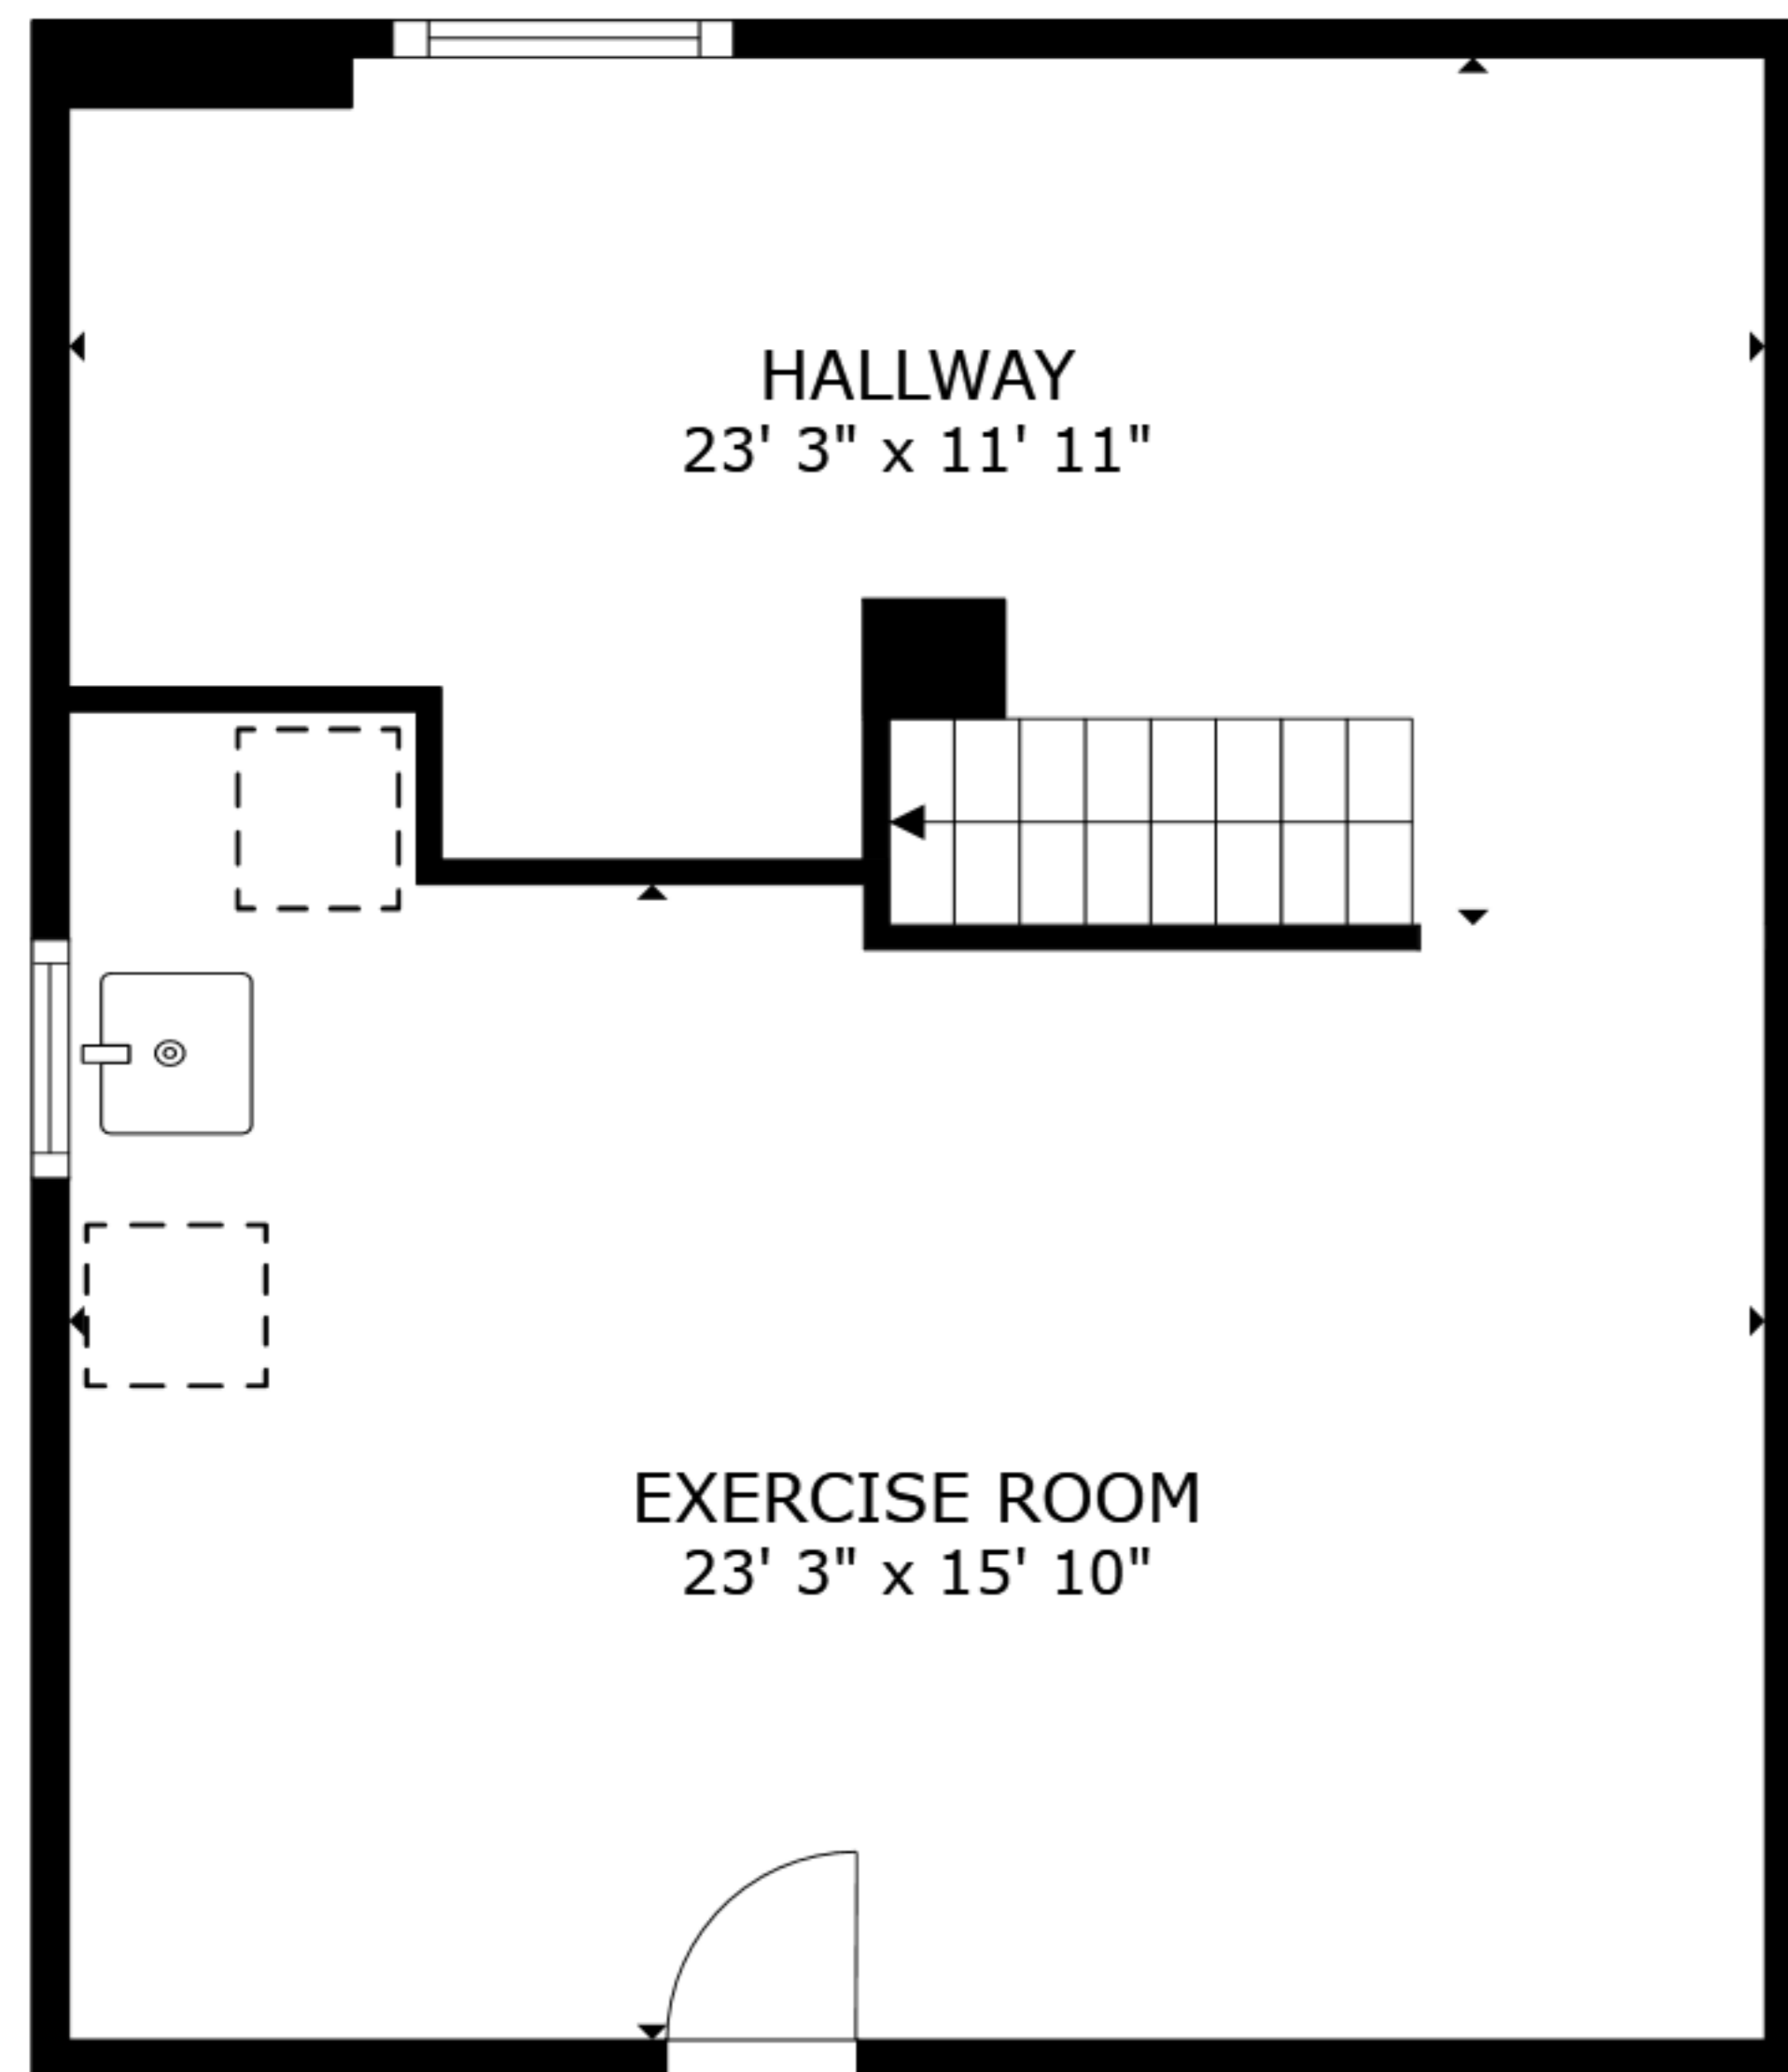 HALLWAY
23' 3" x 11' 11"
EXERCISE ROOM
23' 3" x 15' 10"